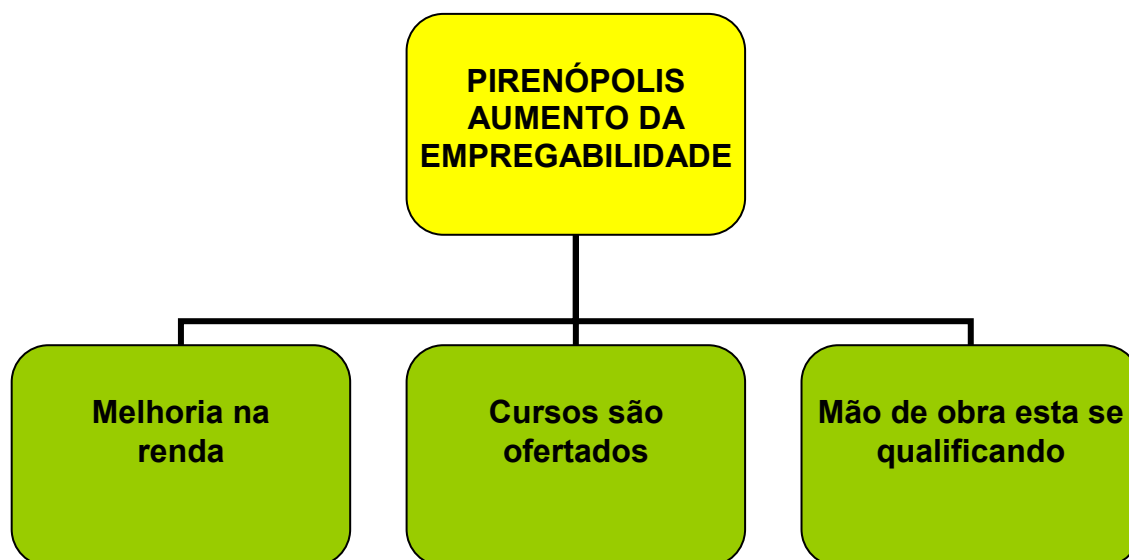 PIRENÓPOLIS
AUMENTO DA
EMPREGABILIDADE
Melhoria na
renda
Cursos são
ofertados
Mão de obra esta se
qualificando